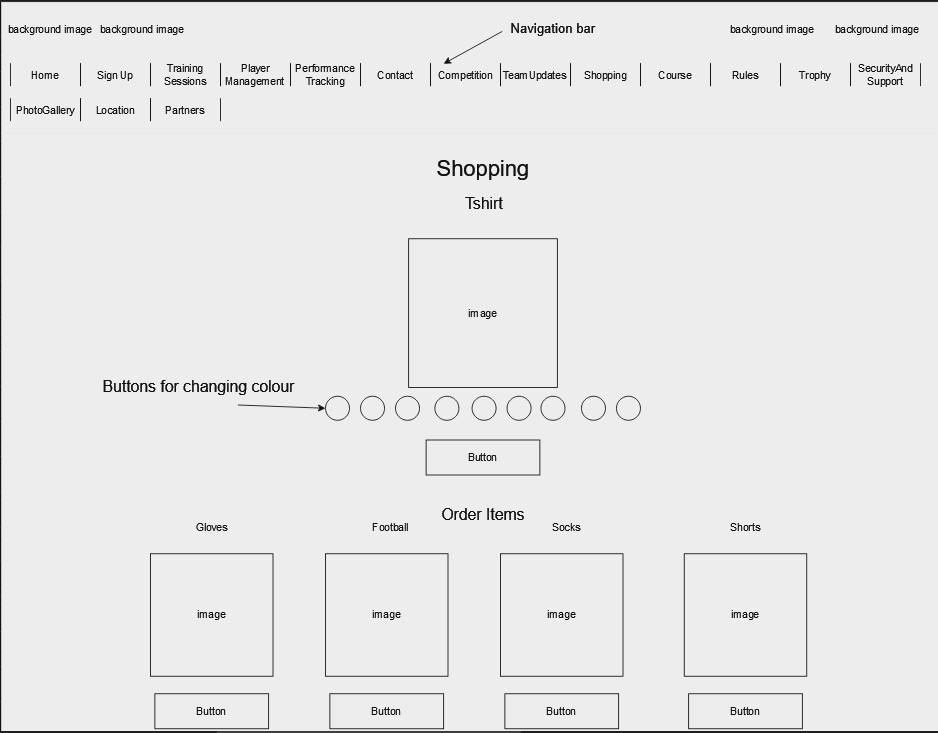 background image background image Navigation bar background image background image
Home Sign Up Training Sessions Player Management Performance Tracking Contact Competition TeamUpdates Shopping Course Rules Trophy SecurityAnd Support
PhotoGallery Location Partners
Shopping
Tshirt
image
Buttons for changing colour
Button
Order Items
Gloves Football Socks Shorts
image image image image
Button Button Button Button